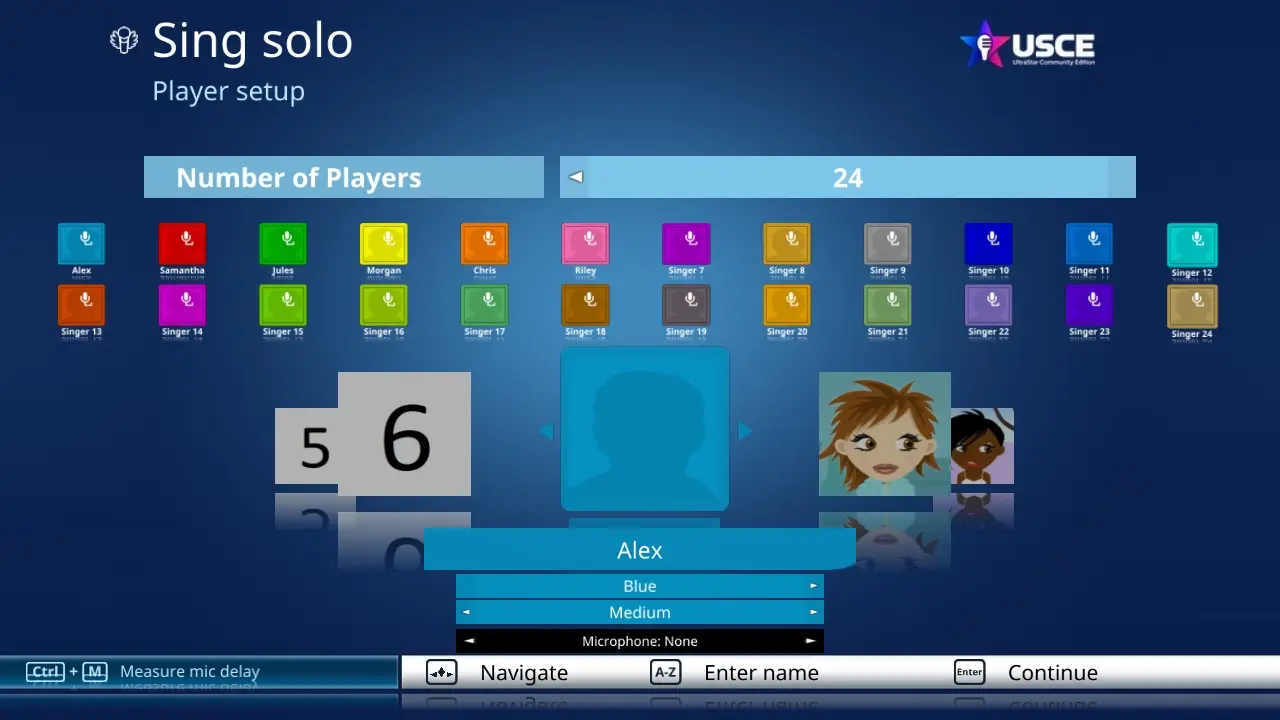 Sing solo
USCE
UltraStar Community Edition
Player setup
Number of Players
24
Alex
Samantha
Jules
Morgan
Chris
Riley
Singer 7
Singer 8
Singer 9
Singer 10
Singer 11
Singer 12
Singer 13
Singer 14
Singer 15
Singer 16
Singer 17
Singer 18
Singer 19
Singer 20
Singer 21
Singer 22
Singer 23
Singer 24
5
6
Alex
Blue
Medium
Microphone: None
Ctrl + M Measure mic delay
Navigate
A-Z Enter name
Enter Continue